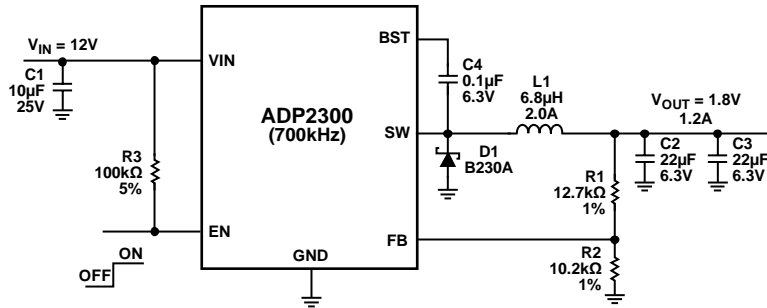 V_IN = 12V
C1
10µF
25V
R3
100kΩ
5%
ON
OFF
VIN
BST
ADP2300
(700kHz)
SW
EN
GND
FB
C4
0.1µF
6.3V
L1
6.8µH
2.0A
D1
B230A
V_OUT = 1.8V
1.2A
C2
22µF
6.3V
C3
22µF
6.3V
R1
12.7kΩ
1%
R2
10.2kΩ
1%